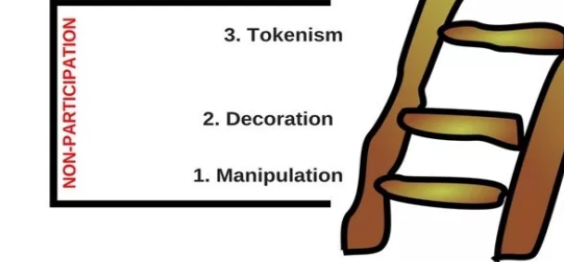 NON-PARTICIPATION
3. Tokenism
2. Decoration
1. Manipulation